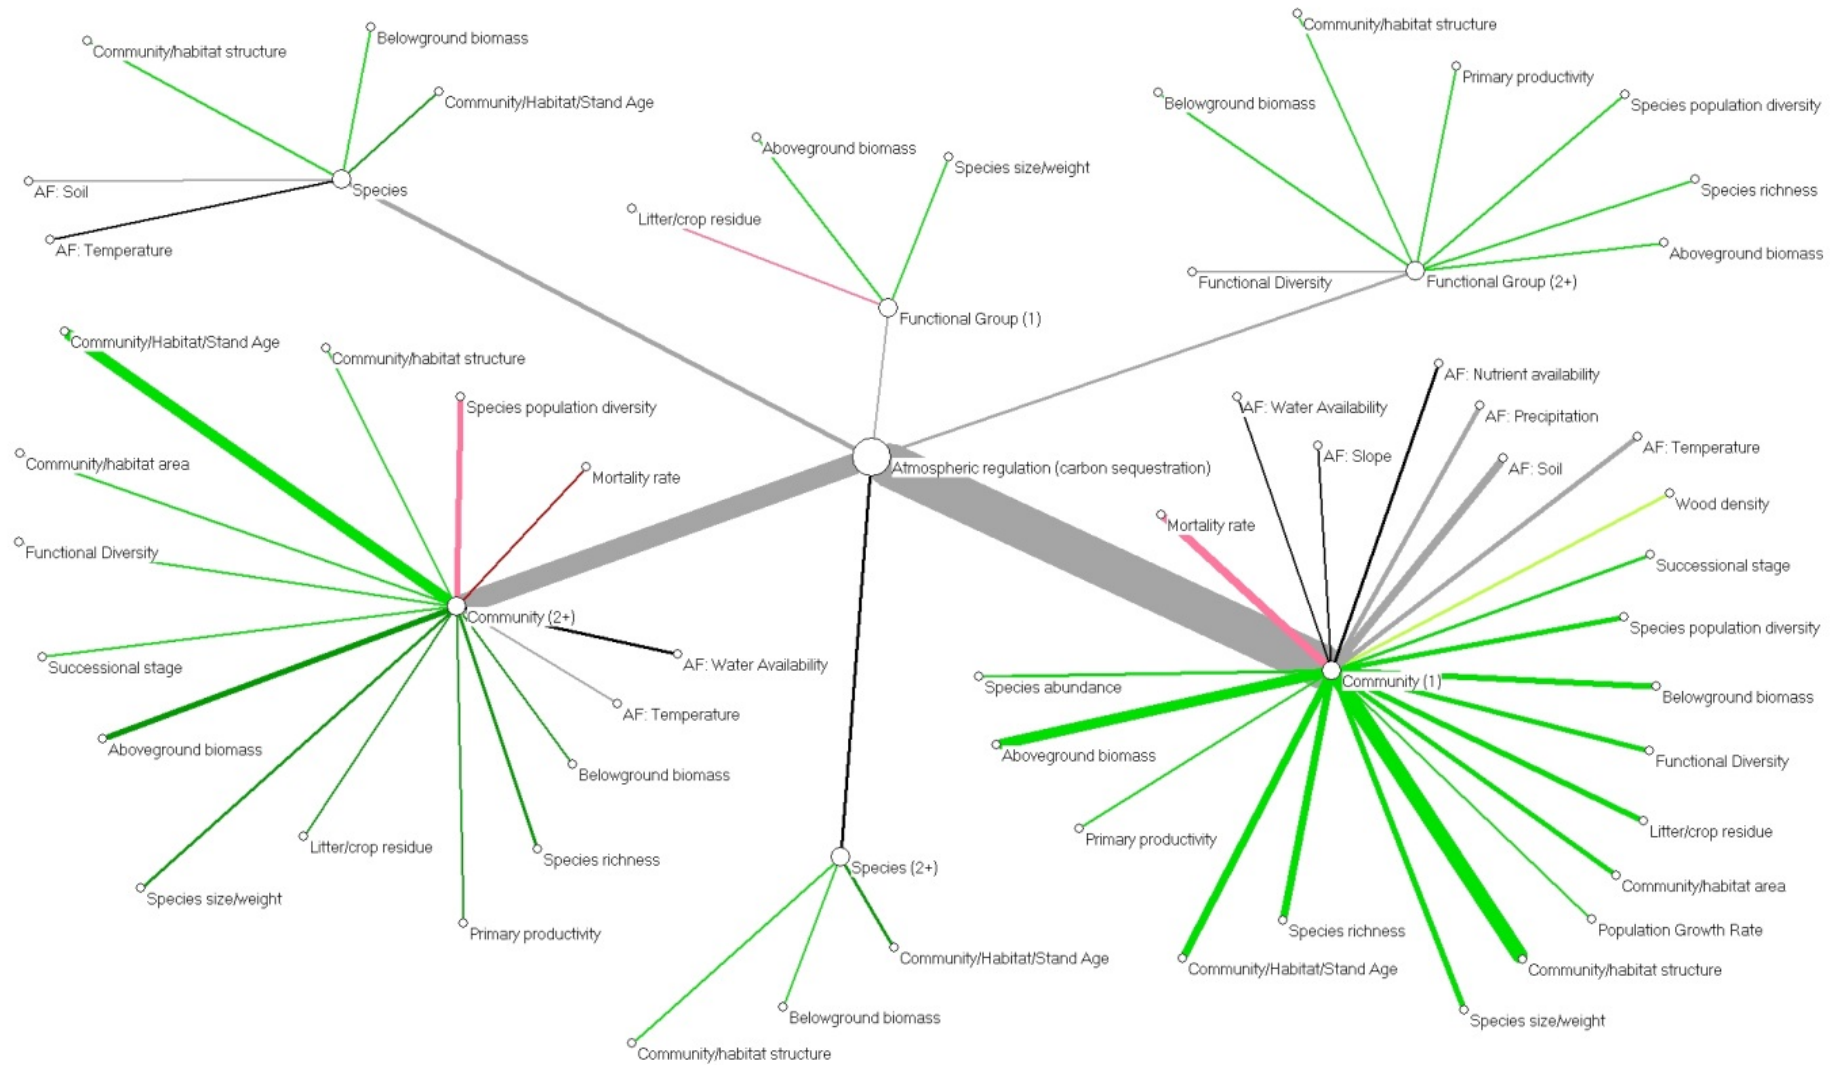 Community/habitat structure
Belowground biomass
Community/Habitat/Stand Age
AF: Soil
Species
AF: Temperature
Aboveground biomass
Species size/weight
Litter/crop residue
Functional Group (1)
Community/habitat structure
Primary productivity
Belowground biomass
Species population diversity
Species richness
Aboveground biomass
Functional Diversity
Functional Group (2+)
Community/Habitat/Stand Age
Community/habitat structure
Species population diversity
Community/habitat area
Mortality rate
Functional Diversity
Community (2+)
Successional stage
AF: Water Availability
AF: Temperature
Aboveground biomass
Belowground biomass
Litter/crop residue
Species richness
Species size/weight
Primary productivity
Atmospheric regulation (carbon sequestration)
Species (2+)
Community/Habitat/Stand Age
Belowground biomass
Community/habitat structure
AF: Nutrient availability
AF: Water Availability
AF: Precipitation
AF: Slope
AF: Temperature
AF: Soil
Wood density
Mortality rate
Successional stage
Species population diversity
Community (1)
Species abundance
Belowground biomass
Aboveground biomass
Functional Diversity
Primary productivity
Litter/crop residue
Community/habitat area
Species richness
Population Growth Rate
Community/Habitat/Stand Age
Community/habitat structure
Species size/weight